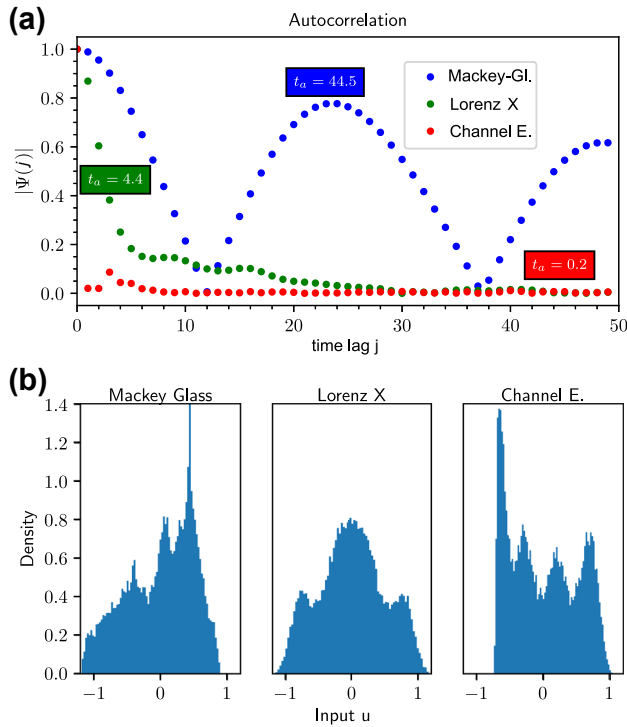 (a)
Autocorrelation
|Ψ(j)|
1.0
0.8
0.6
0.4
0.2
0.0
t_a = 44.5
t_a = 4.4
t_a = 0.2
Mackey-Gl.
Lorenz X
Channel E.
0 10 20 30 40 50
time lag j
(b)
Mackey Glass Lorenz X Channel E.
Density
1.4
1.2
1.0
0.8
0.6
0.4
0.2
0.0
−1 0 1 −1 0 1 −1 0 1
Input u